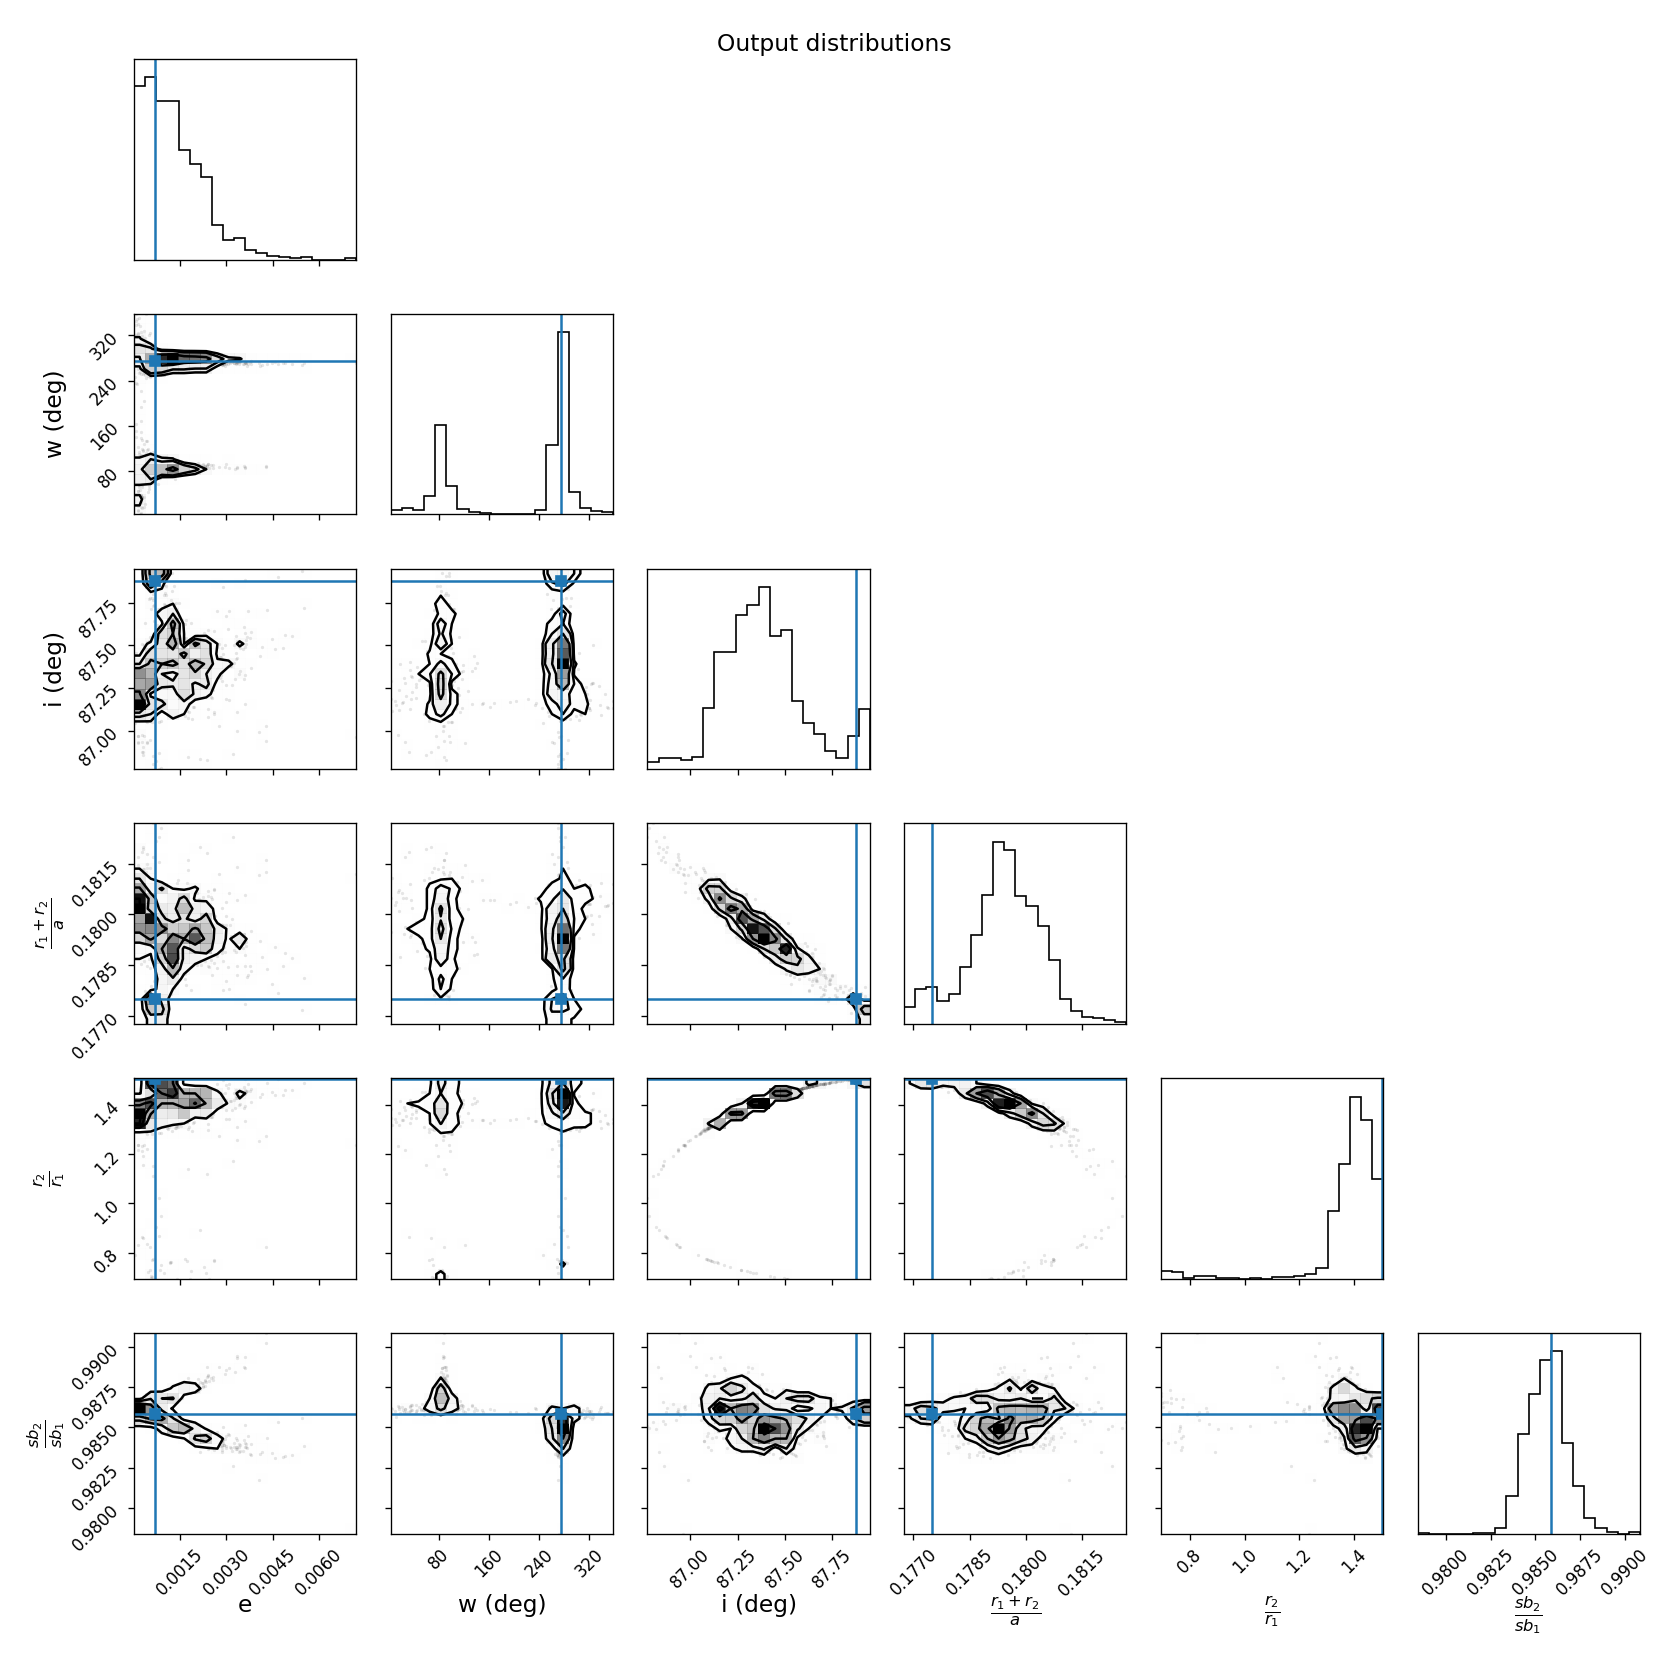 Output distributions
w (deg)
320
240
160
80
i (deg)
87.75
87.50
87.25
87.00
r₁ + r₂
a
0.1815
0.1800
0.1785
0.1770
r₂
r₁
1.4
1.2
1.0
0.8
sb₂
sb₁
0.9900
0.9875
0.9850
0.9825
0.9800
0.0015 0.0030 0.0045 0.0060
80 160 240 320
87.00 87.25 87.50 87.75
0.1770 0.1785 0.1800 0.1815
0.8 1.0 1.2 1.4
0.9800 0.9825 0.9850 0.9875 0.9900
e
w (deg)
i (deg)
r₁ + r₂
a
r₂
r₁
sb₂
sb₁